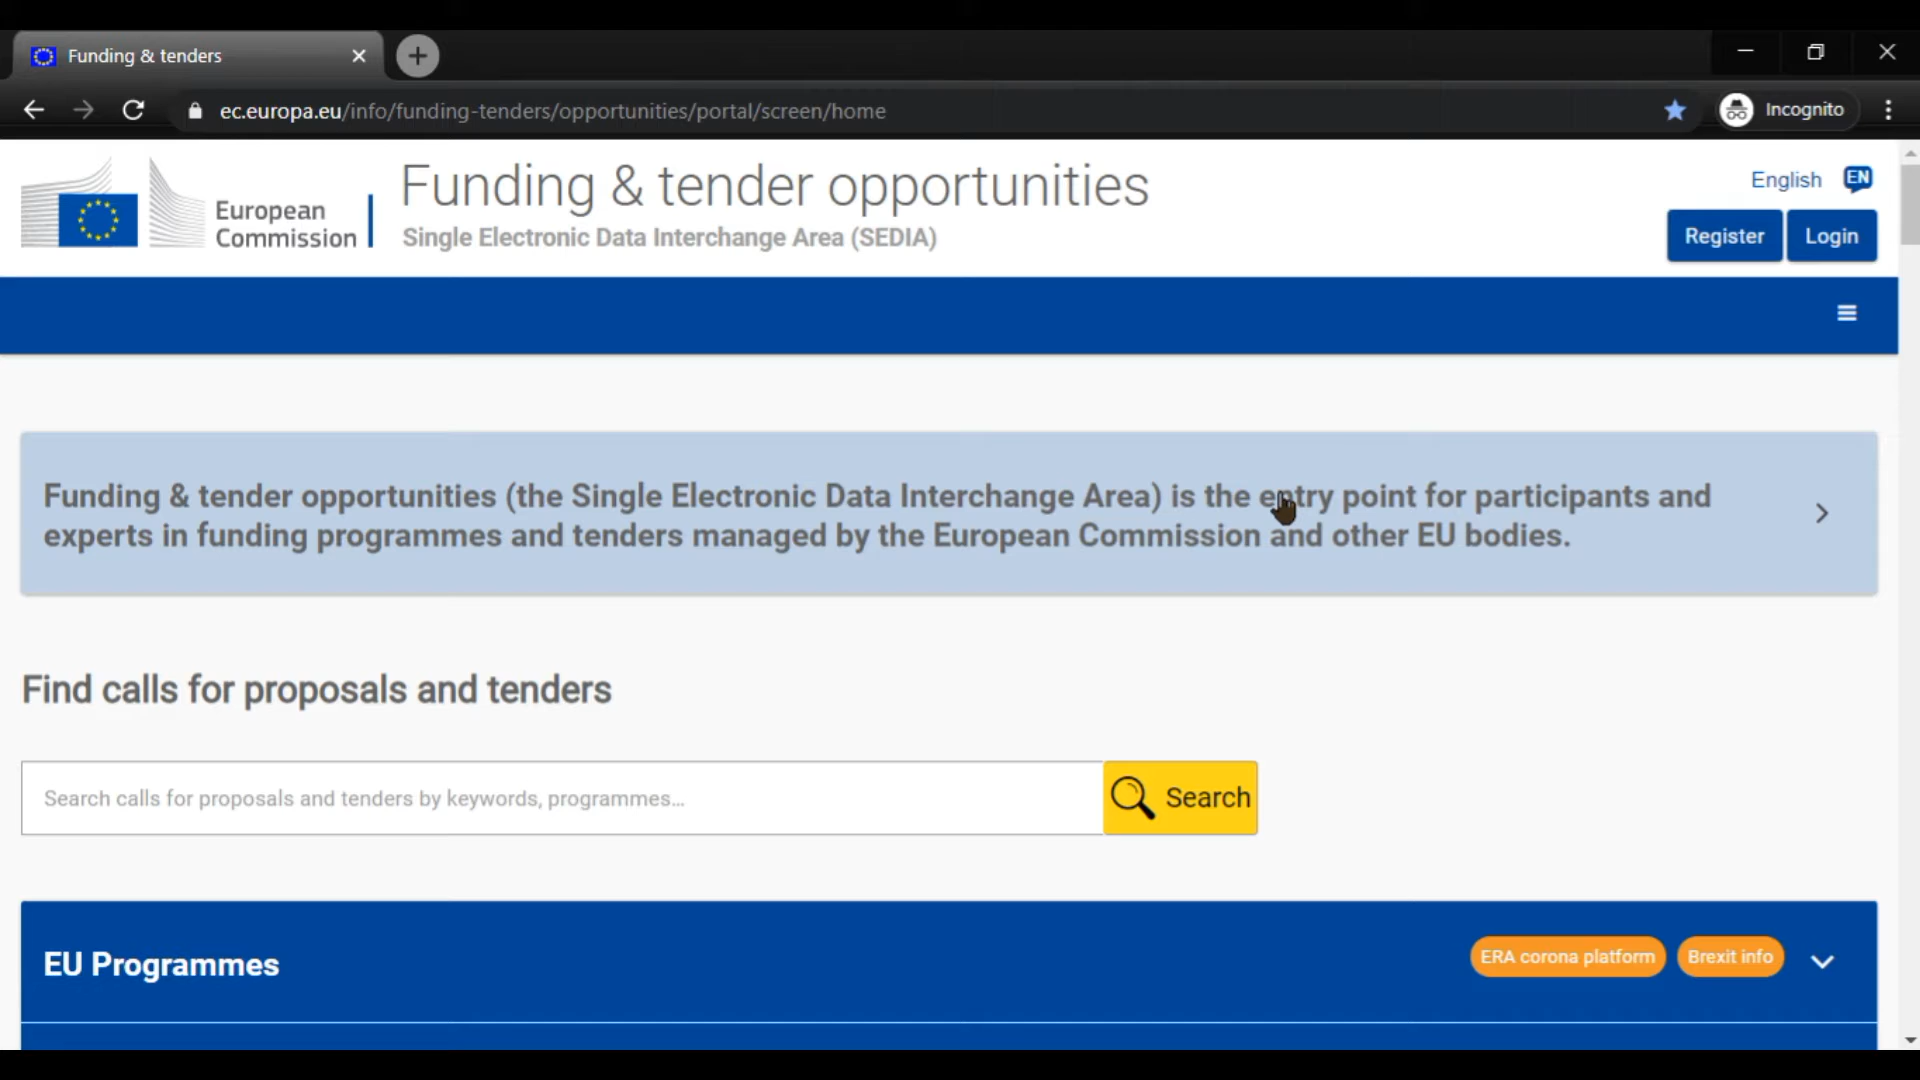 Funding & tenders
ec.europa.eu/info/funding-tenders/opportunities/portal/screen/home
Incognito
European
Commission
Funding & tender opportunities
Single Electronic Data Interchange Area (SEDIA)
English EN
Register Login
Funding & tender opportunities (the Single Electronic Data Interchange Area) is the entry point for participants and
experts in funding programmes and tenders managed by the European Commission and other EU bodies.
Find calls for proposals and tenders
Search calls for proposals and tenders by keywords, programmes...
Search
EU Programmes
ERA corona platform
Brexit info